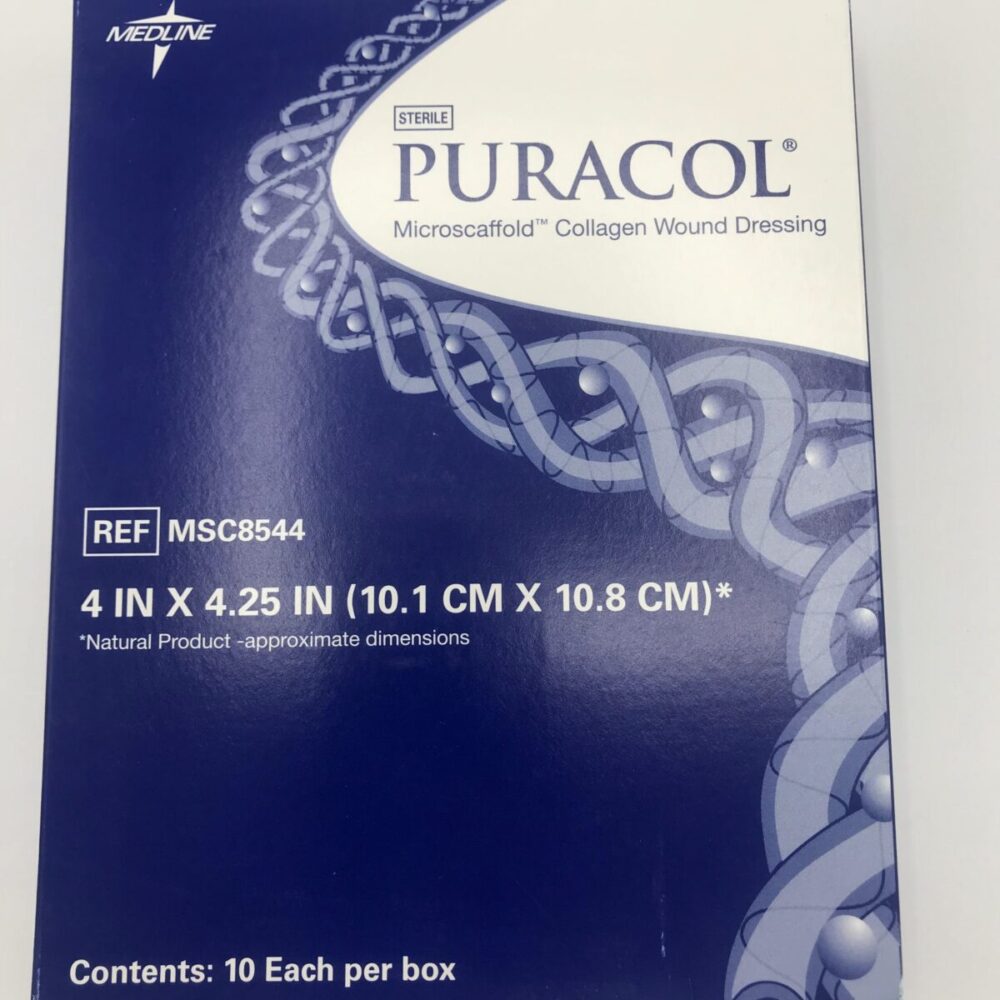 MEDLINE
STERILE
PURACOL®
Microscaffold™ Collagen Wound Dressing
REF MSC8544
4 IN X 4.25 IN (10.1 CM X 10.8 CM)*
*Natural Product -approximate dimensions
Contents: 10 Each per box